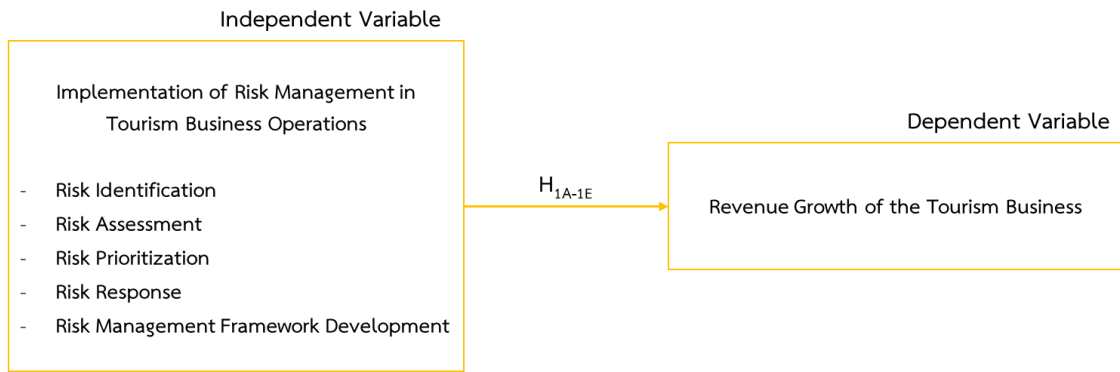 Independent Variable
Implementation of Risk Management in
Tourism Business Operations
- Risk Identification
- Risk Assessment
- Risk Prioritization
- Risk Response
- Risk Management Framework Development
H1A-1E
Dependent Variable
Revenue Growth of the Tourism Business